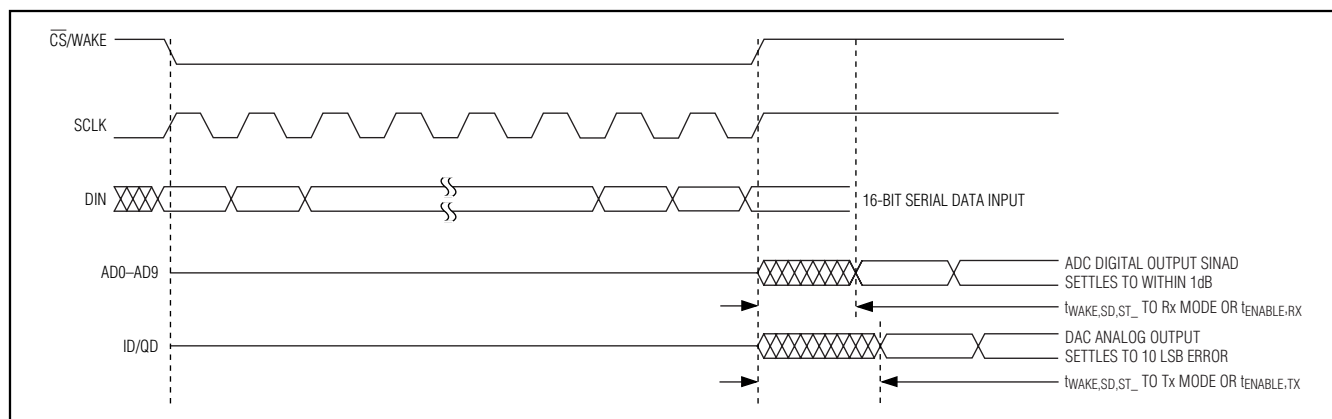 C̅S̅/WAKE
SCLK
DIN
16-BIT SERIAL DATA INPUT
AD0–AD9
ADC DIGITAL OUTPUT SINAD
SETTLES TO WITHIN 1dB
tWAKE,SD,ST_ TO Rx MODE OR tENABLE,RX
ID/QD
DAC ANALOG OUTPUT
SETTLES TO 10 LSB ERROR
tWAKE,SD,ST_ TO Tx MODE OR tENABLE,TX